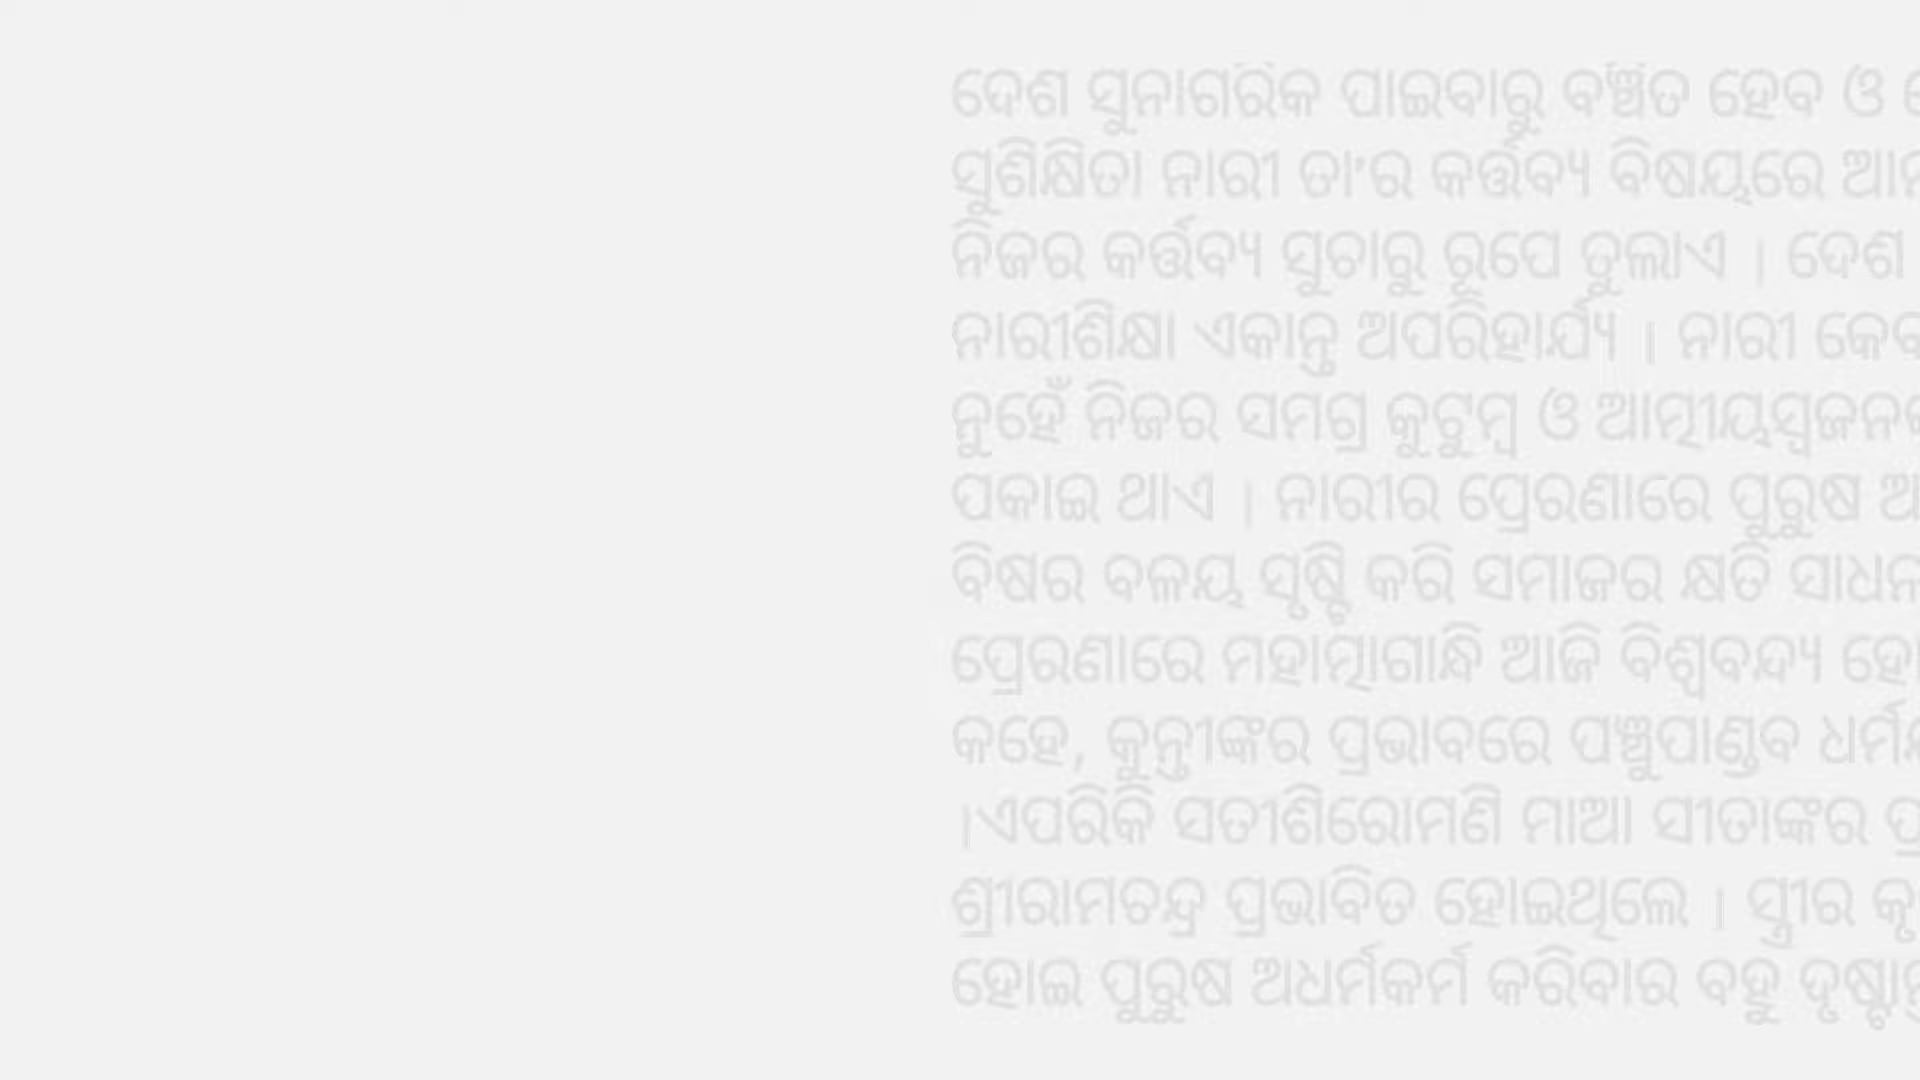 ଦେଶ ସୁନାଗରିକ ପାଇବାରୁ ବଞ୍ଚିତ ହେବ ଓ
ସୁଶିକ୍ଷିତା ନାରୀ ତା'ର କର୍ତ୍ତବ୍ୟ ବିଷୟରେ
ନିଜର କର୍ତ୍ତବ୍ୟ ସୁଚାରୁ ରୂପେ ତୁଲାଏ । ଦେଶ
ନାରୀଶିକ୍ଷା ଏକାନ୍ତ ଅପରିହାର୍ଯ୍ୟ । ନାରୀ
ନୁହେଁ ନିଜର ସମଗ୍ର କୁଟୁମ୍ବ ଓ
ପକାଇ ଥାଏ । ନାରୀର ପ୍ରେରଣାରେ ପୁରୁଷ
ବିଷର ବଳୟ ସୃଷ୍ଟି କରି ସମାଜର କ୍ଷତି
ପ୍ରେରଣାରେ ମହାତ୍ମାଗାନ୍ଧି ଆଜି ବିଶ୍ୱବନ୍ଦ୍ୟ
କହେ, କୁନ୍ତୀଙ୍କର ପ୍ରଭାବରେ ପଞ୍ଚୁପାଣ୍ଡବ
।ଏପରିକି ସତୀଶିରୋମଣି ମାଆ ସୀତାଙ୍କର
ଶ୍ରୀରାମଚନ୍ଦ୍ର ପ୍ରଭାବିତ ହୋଇଥିଲେ । ସ୍ତ୍ରୀର
ହୋଇ ପୁରୁଷ ଅଧର୍ମକର୍ମ କରିବାର ବହୁ